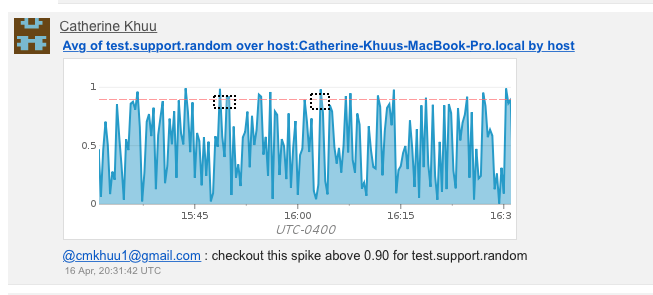 Catherine Khuu
Avg of test.support.random over host:Catherine-Khuus-MacBook-Pro.local by host
1
0.5
0
15:45 16:00 16:15 16:3
UTC-0400
@cmkhuu1@gmail.com : checkout this spike above 0.90 for test.support.random
16 Apr, 20:31:42 UTC